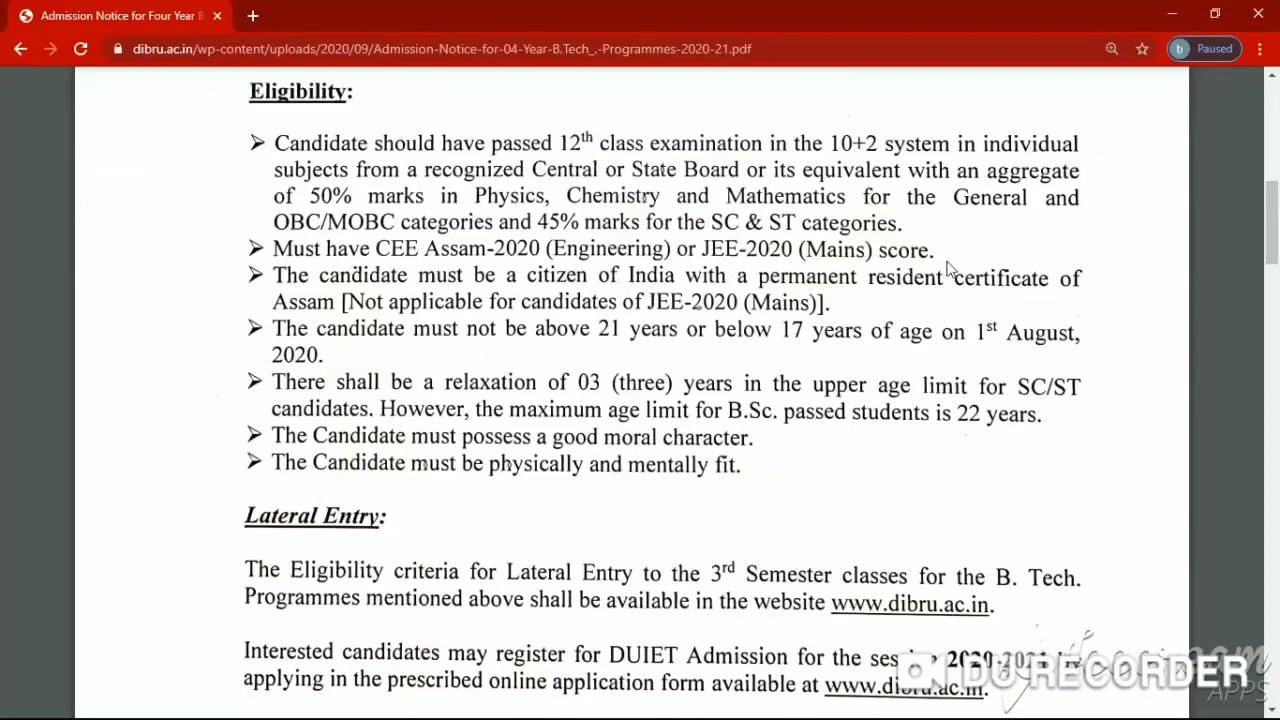 Admission Notice for Four Year B
dibru.ac.in/wp-content/uploads/2020/09/Admission-Notice-for-04-Year-B.Tech_.-Programmes-2020-21.pdf
b Paused
Eligibility:
➢ Candidate should have passed 12th class examination in the 10+2 system in individual
subjects from a recognized Central or State Board or its equivalent with an aggregate
of 50% marks in Physics, Chemistry and Mathematics for the General and
OBC/MOBC categories and 45% marks for the SC & ST categories.
➢ Must have CEE Assam-2020 (Engineering) or JEE-2020 (Mains) score.
➢ The candidate must be a citizen of India with a permanent resident certificate of
Assam [Not applicable for candidates of JEE-2020 (Mains)].
➢ The candidate must not be above 21 years or below 17 years of age on 1st August,
2020.
➢ There shall be a relaxation of 03 (three) years in the upper age limit for SC/ST
candidates. However, the maximum age limit for B.Sc. passed students is 22 years.
➢ The Candidate must possess a good moral character.
➢ The Candidate must be physically and mentally fit.
Lateral Entry:
The Eligibility criteria for Lateral Entry to the 3rd Semester classes for the B. Tech.
Programmes mentioned above shall be available in the website www.dibru.ac.in.
Interested candidates may register for DUIET Admission for the session 2020-2021 by
applying in the prescribed online application form available at www.dibru.ac.in.
DU RECORDER
APPS